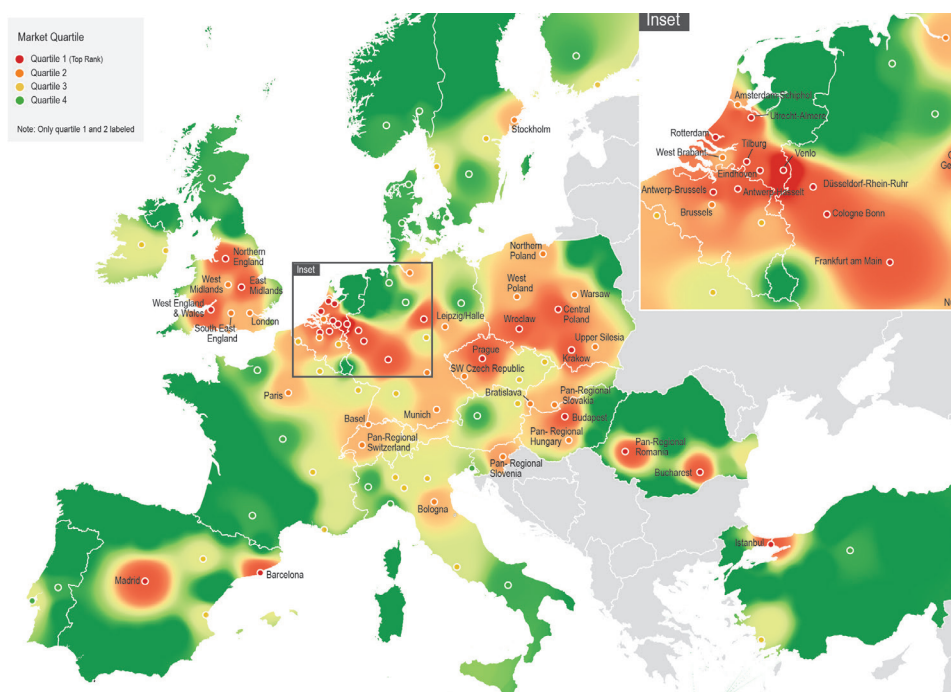 Market Quartile
Quartile 1 (Top Rank)
Quartile 2
Quartile 3
Quartile 4
Note: Only quartile 1 and 2 labeled
Stockholm
Northern
England
West
Midlands
East
Midlands
West England
& Wales
South East
England
London
Inset
Leipzig/Halle
Northern
Poland
West
Poland
Warsaw
Central
Poland
Wroclaw
Upper Silesia
Krakow
Prague
SW Czech Republic
Paris
Basel
Munich
Bratislava
Pan-Regional
Slovakia
Budapest
Pan- Regional
Hungary
Pan-Regional
Switzerland
Pan- Regional
Slovenia
Bologna
Pan-Regional
Romania
Bucharest
Istanbul
Madrid
Barcelona
Inset
Amsterdam-Schiphol
Utrecht-Almere
Rotterdam
Tilburg
West Brabant
Venlo
Eindhoven
Düsseldorf-Rhein-Ruhr
Antwerp-Brussels
Brussels
Cologne Bonn
Frankfurt am Main